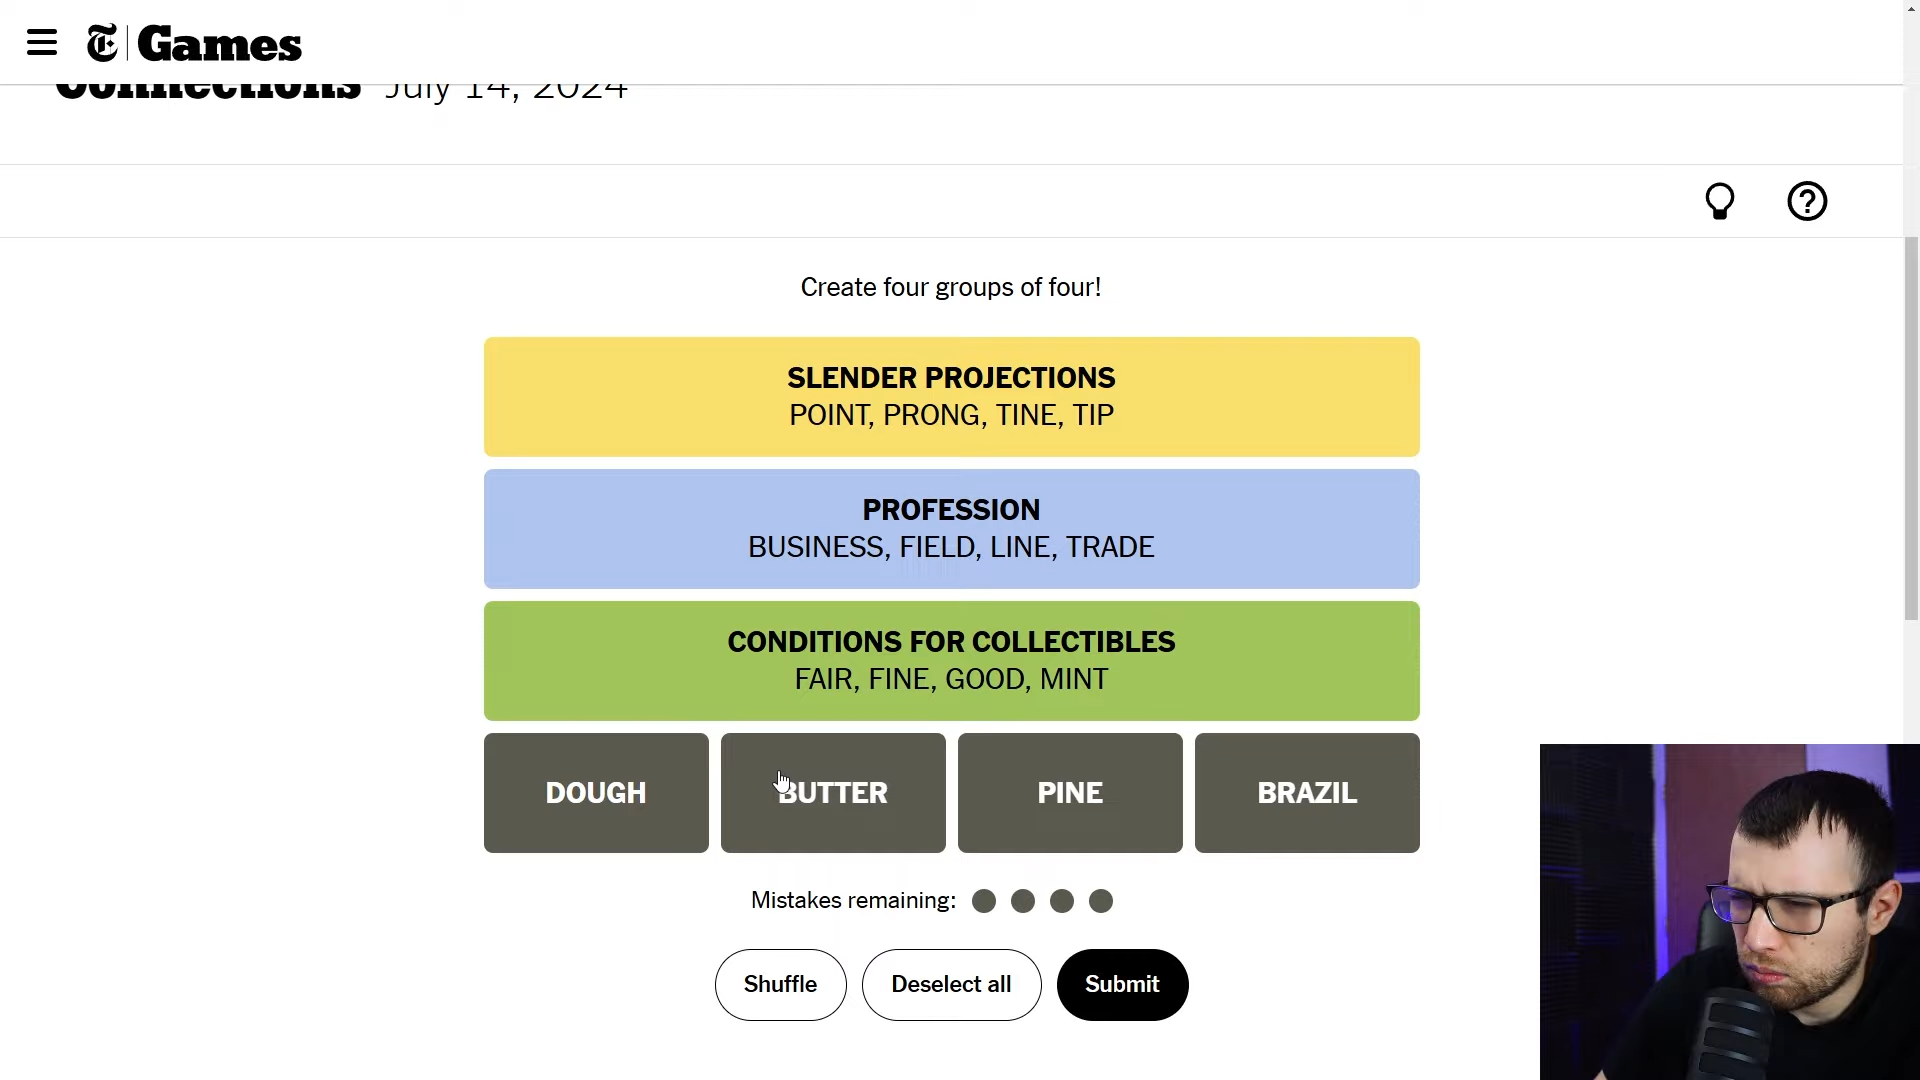 T Games
Connections July 14, 2024
Create four groups of four!
SLENDER PROJECTIONS
POINT, PRONG, TINE, TIP
PROFESSION
BUSINESS, FIELD, LINE, TRADE
CONDITIONS FOR COLLECTIBLES
FAIR, FINE, GOOD, MINT
DOUGH BUTTER PINE BRAZIL
Mistakes remaining:
Shuffle Deselect all Submit